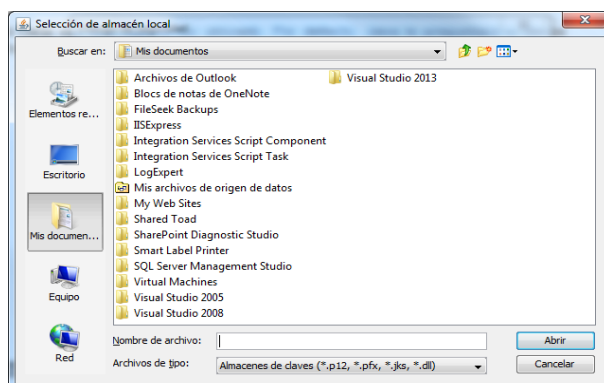 Selección de almacén local
Buscar en: Mis documentos
Elementos re...
Escritorio
Mis documen...
Equipo
Red
Archivos de Outlook
Blocs de notas de OneNote
FileSeek Backups
IISExpress
Integration Services Script Component
Integration Services Script Task
LogExpert
Mis archivos de origen de datos
My Web Sites
Shared Toad
SharePoint Diagnostic Studio
Smart Label Printer
SQL Server Management Studio
Virtual Machines
Visual Studio 2005
Visual Studio 2008
Visual Studio 2013
Nombre de archivo:
Abrir
Archivos de tipo: Almacenes de claves (*.p12, *.pfx, *.jks, *.dll)
Cancelar